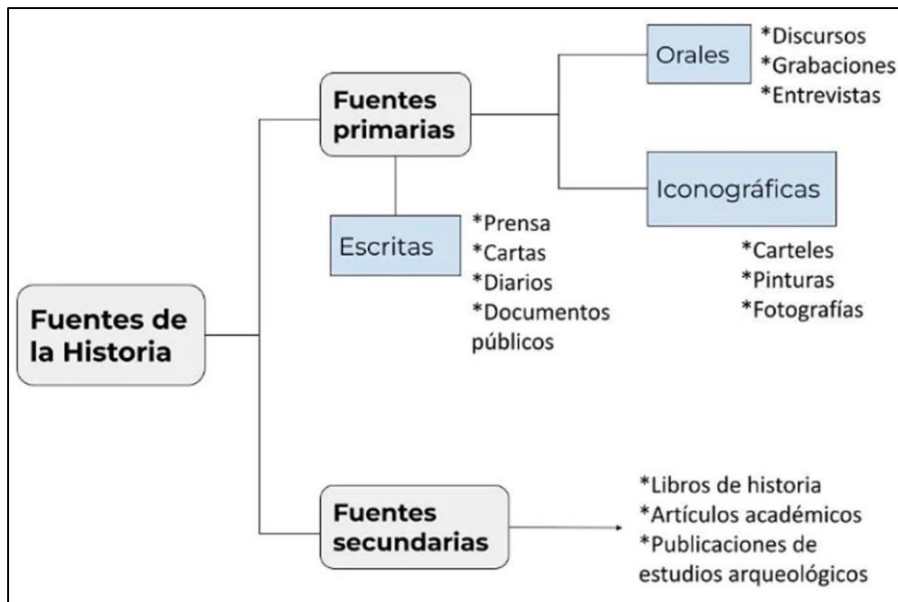 Fuentes de
la Historia
Fuentes
primarias
Orales
*Discursos
*Grabaciones
*Entrevistas
Iconográficas
*Carteles
*Pinturas
*Fotografías
Escritas
*Prensa
*Cartas
*Diarios
*Documentos
públicos
Fuentes
secundarias
*Libros de historia
*Artículos académicos
*Publicaciones de
estudios arqueológicos